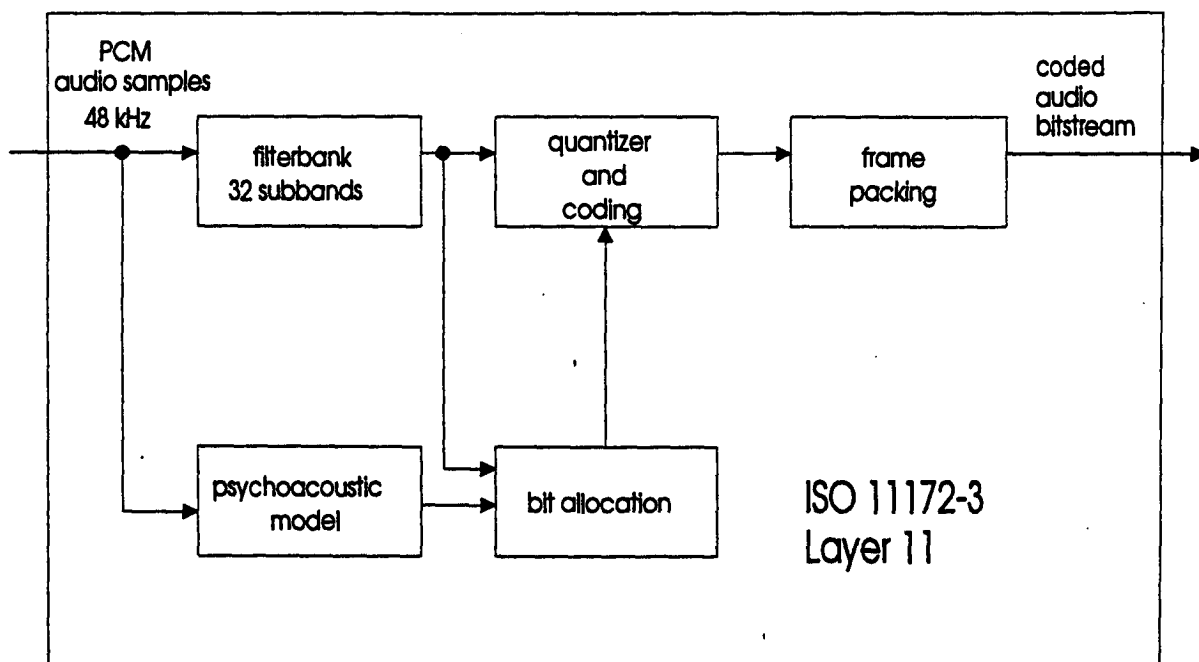 PCM
audio samples
48 kHz
filterbank
32 subbands
quantizer
and
coding
frame
packing
coded
audio
bitstream
psychoacoustic
model
bit allocation
ISO 11172-3
Layer 11